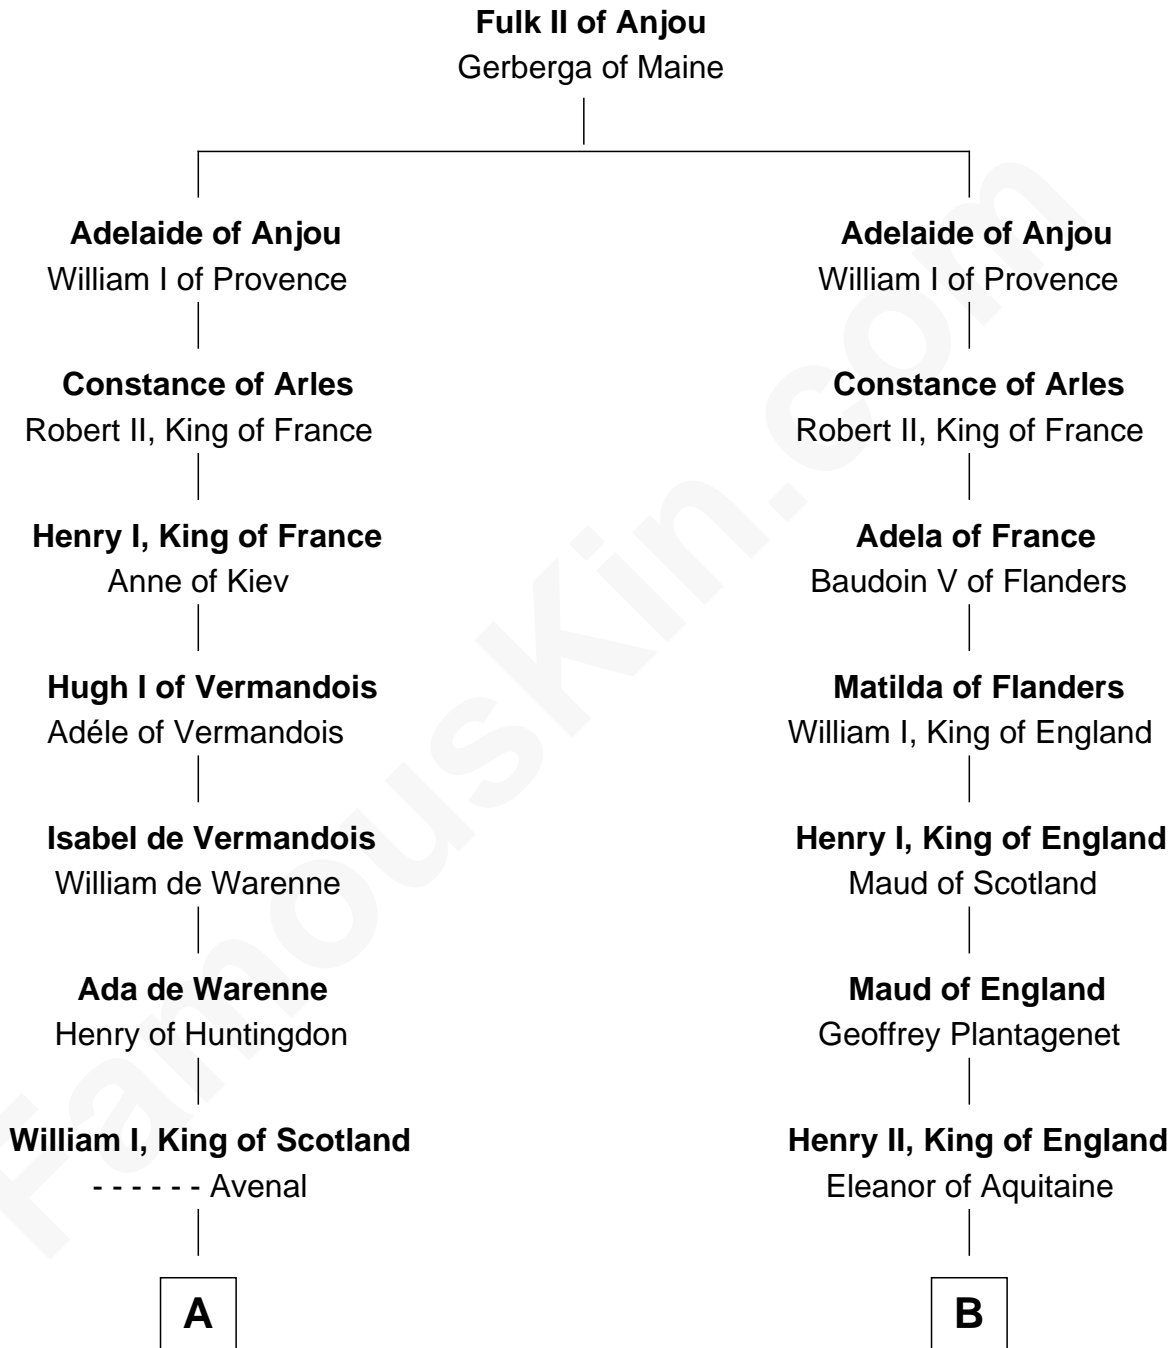 Fulk II of Anjou
Gerberga of Maine
Adelaide of Anjou
William I of Provence
Constance of Arles
Robert II, King of France
Henry I, King of France
Anne of Kiev
Hugh I of Vermandois
Adéle of Vermandois
Isabel de Vermandois
William de Warenne
Ada de Warenne
Henry of Huntingdon
William I, King of Scotland
- - - - - - Avenal
A
Adelaide of Anjou
William I of Provence
Constance of Arles
Robert II, King of France
Adela of France
Baudoin V of Flanders
Matilda of Flanders
William I, King of England
Henry I, King of England
Maud of Scotland
Maud of England
Geoffrey Plantagenet
Henry II, King of England
Eleanor of Aquitaine
B
FamousKin.com